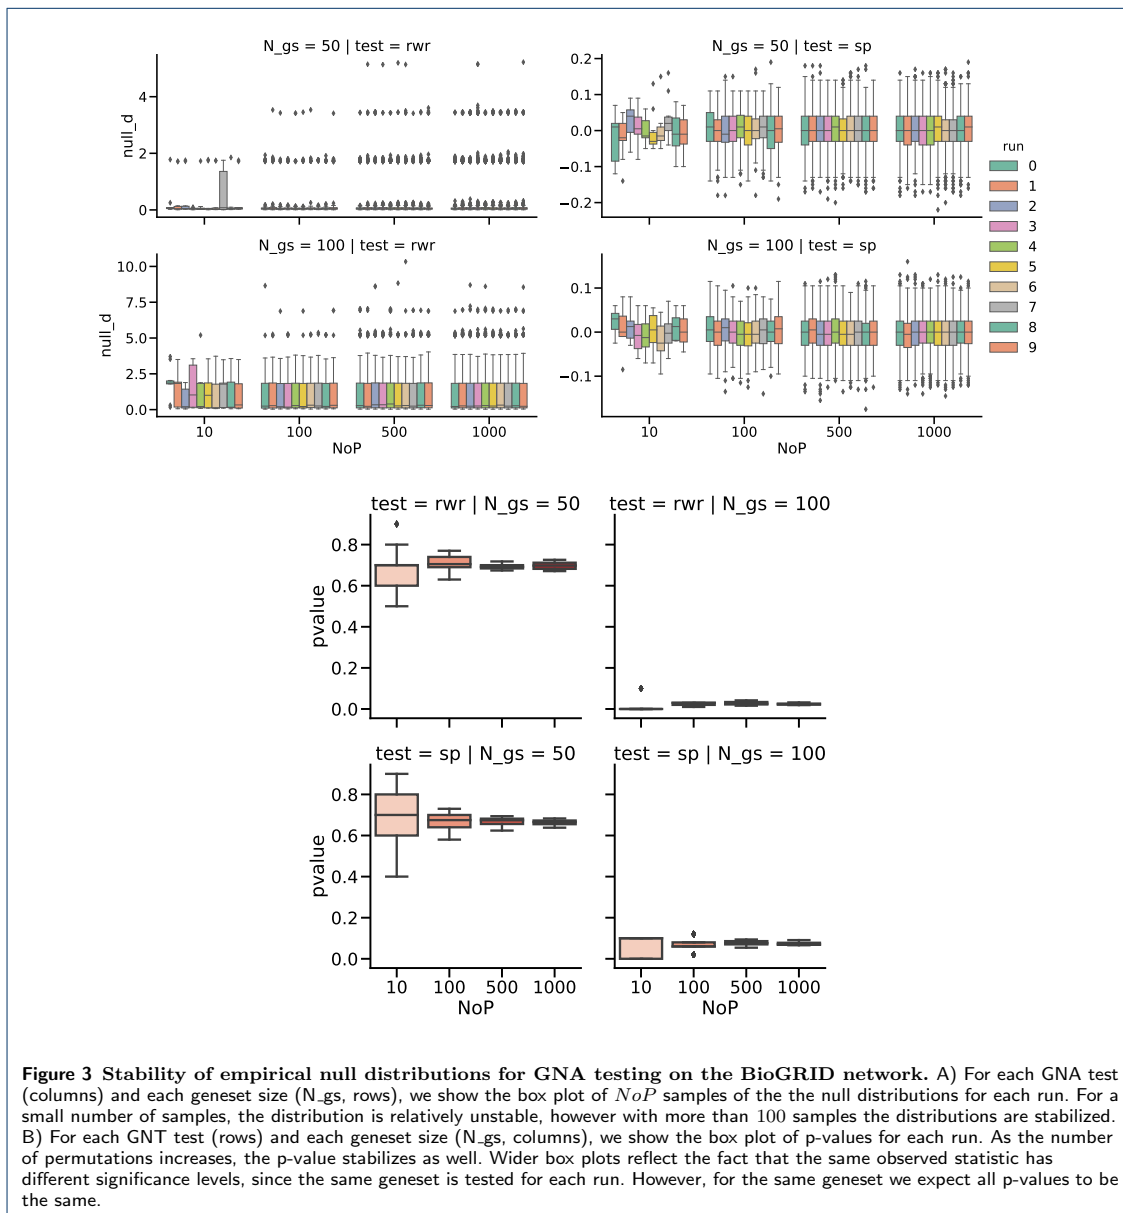 N_gs = 50 | test = rwr
N_gs = 50 | test = sp
null_d
4
2
0
0.2
0.1
0.0
−0.1
−0.2
run
0
1
2
3
4
5
6
7
8
9
N_gs = 100 | test = rwr
N_gs = 100 | test = sp
null_d
10.0
7.5
5.0
2.5
0.0
0.1
0.0
−0.1
10 100 500 1000
NoP
10 100 500 1000
NoP
test = rwr | N_gs = 50
test = rwr | N_gs = 100
pvalue
0.8
0.6
0.4
0.2
0.0
test = sp | N_gs = 50
test = sp | N_gs = 100
pvalue
0.8
0.6
0.4
0.2
0.0
10 100 500 1000
NoP
10 100 500 1000
NoP
Figure 3 Stability of empirical null distributions for GNA testing on the BioGRID network. A) For each GNA test
(columns) and each geneset size (N_gs, rows), we show the box plot of NoP samples of the the null distributions for each run. For a
small number of samples, the distribution is relatively unstable, however with more than 100 samples the distributions are stabilized.
B) For each GNT test (rows) and each geneset size (N_gs, columns), we show the box plot of p-values for each run. As the number
of permutations increases, the p-value stabilizes as well. Wider box plots reflect the fact that the same observed statistic has
different significance levels, since the same geneset is tested for each run. However, for the same geneset we expect all p-values to be
the same.